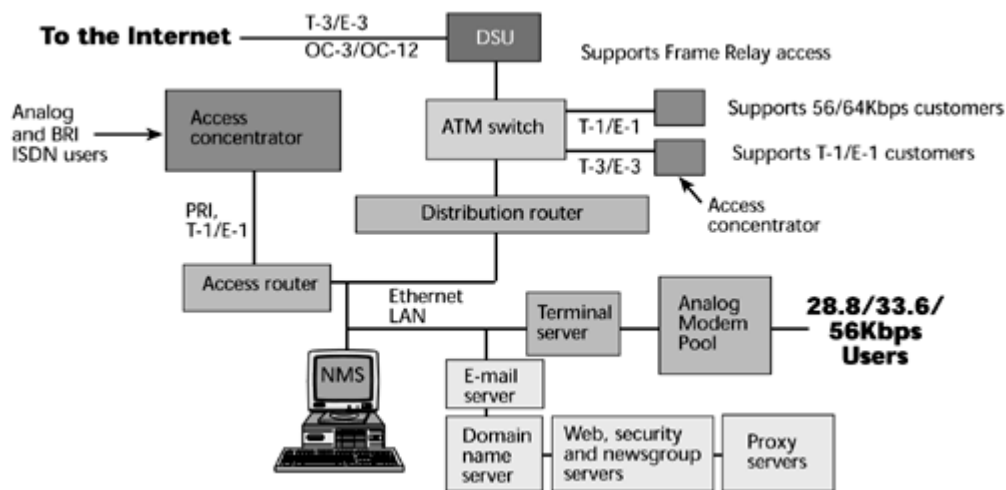 To the Internet
T-3/E-3
OC-3/OC-12
DSU
Supports Frame Relay access
Analog
and BRI
ISDN users
Access
concentrator
ATM switch
T-1/E-1
Supports 56/64Kbps customers
T-3/E-3
Supports T-1/E-1 customers
Access
concentrator
PRI,
T-1/E-1
Distribution router
Access router
Ethernet
LAN
Terminal
server
Analog
Modem
Pool
28.8/33.6/
56Kbps
Users
NMS
E-mail
server
Domain
name
server
Web, security
and newsgroup
servers
Proxy
servers